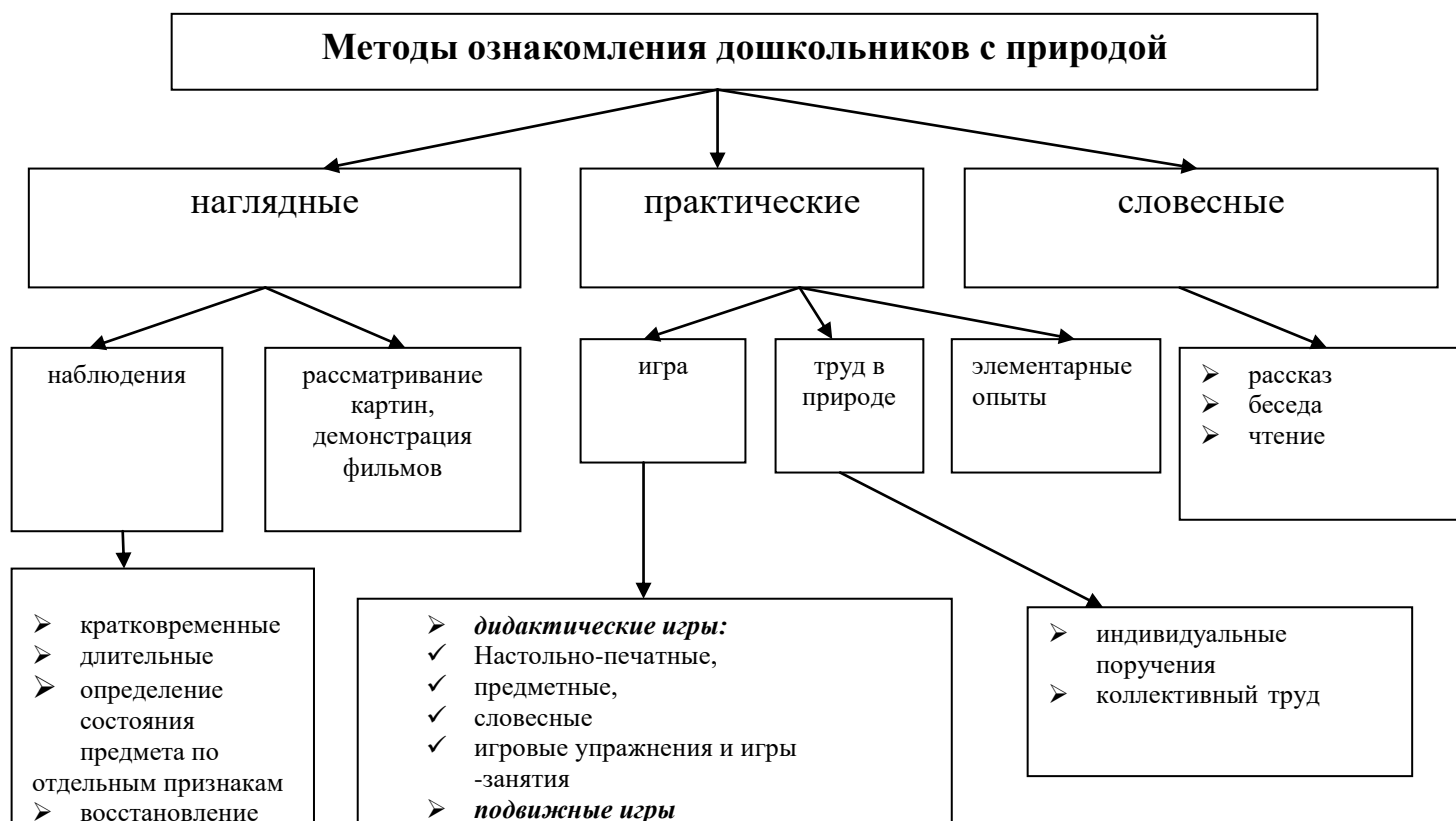 Методы ознакомления дошкольников с природой
наглядные
практические
словесные
наблюдения
рассматривание
картин,
демонстрация
фильмов
игра
труд в
природе
элементарные
опыты
➢ рассказ
➢ беседа
➢ чтение
➢ кратковременные
➢ длительные
➢ определение
состояния
предмета по
отдельным признакам
➢ восстановление
➢ дидактические игры:
✓ Настольно-печатные,
✓ предметные,
✓ словесные
✓ игровые упражнения и игры
-занятия
➢ подвижные игры
➢ индивидуальные
поручения
➢ коллективный труд